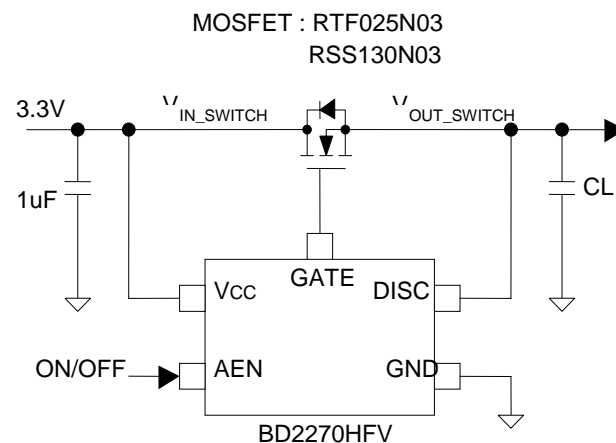 MOSFET : RTF025N03
RSS130N03
3.3V
VIN_SWITCH
VOUT_SWITCH
1uF
CL
GATE
VCC
DISC
ON/OFF
AEN
GND
BD2270HFV